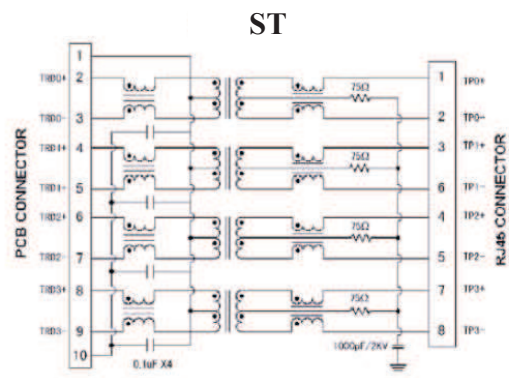 ST
1
TRD0+ 2 75Ω 1 TP0+
TRD0- 3 2 TP0-
TRD1+ 4 75Ω 3 TP1+
TRD1- 5 6 TP1-
TRD2+ 6 75Ω 4 TP2+
TRD2- 7 5 TP2-
TRD3+ 8 75Ω 7 TP3+
TRD3- 9 8 TP3-
10 0.1uF X4 1000pF/2KV
PCB CONNECTOR
RJ45 CONNECTOR